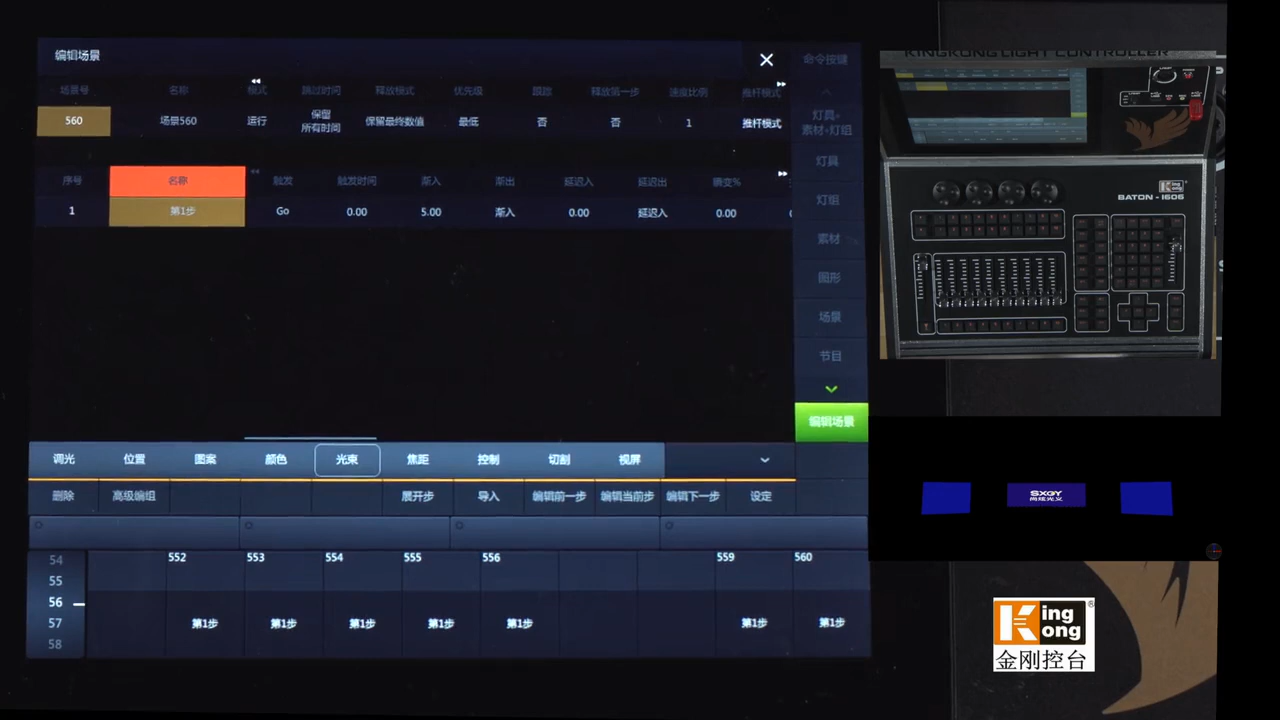 编辑场景
命令按键
场景号 名称 模式 跳过时间 释放模式 优先级 跟踪 释放第一步 速度比例 推杆模式
560 场景560 运行 保留
所有时间 保留最终数值 最低 否 否 1 推杆模式
灯具+
素材+灯组
灯具
序号 名称 触发 触发时间 渐入 渐出 延迟入 延迟出
1 第1步 Go 0.00 5.00 渐入 0.00 延迟入 0.00
灯组
素材
图形
场景
节目
编辑场景
调光 位置 图案 颜色 光束 焦距 控制 切割 视屏
删除 高级编组 展开步 导入 编辑前一步 编辑当前步 编辑下一步 设定
54
55
56
57
58
552 553 554 555 556 559 560
第1步 第1步 第1步 第1步 第1步 第1步 第1步
KINGKONG LIGHT CONTROLLER
King Kong
BATON - 1606
SXGY
尚炫光义
King
Kong
®
金刚控台